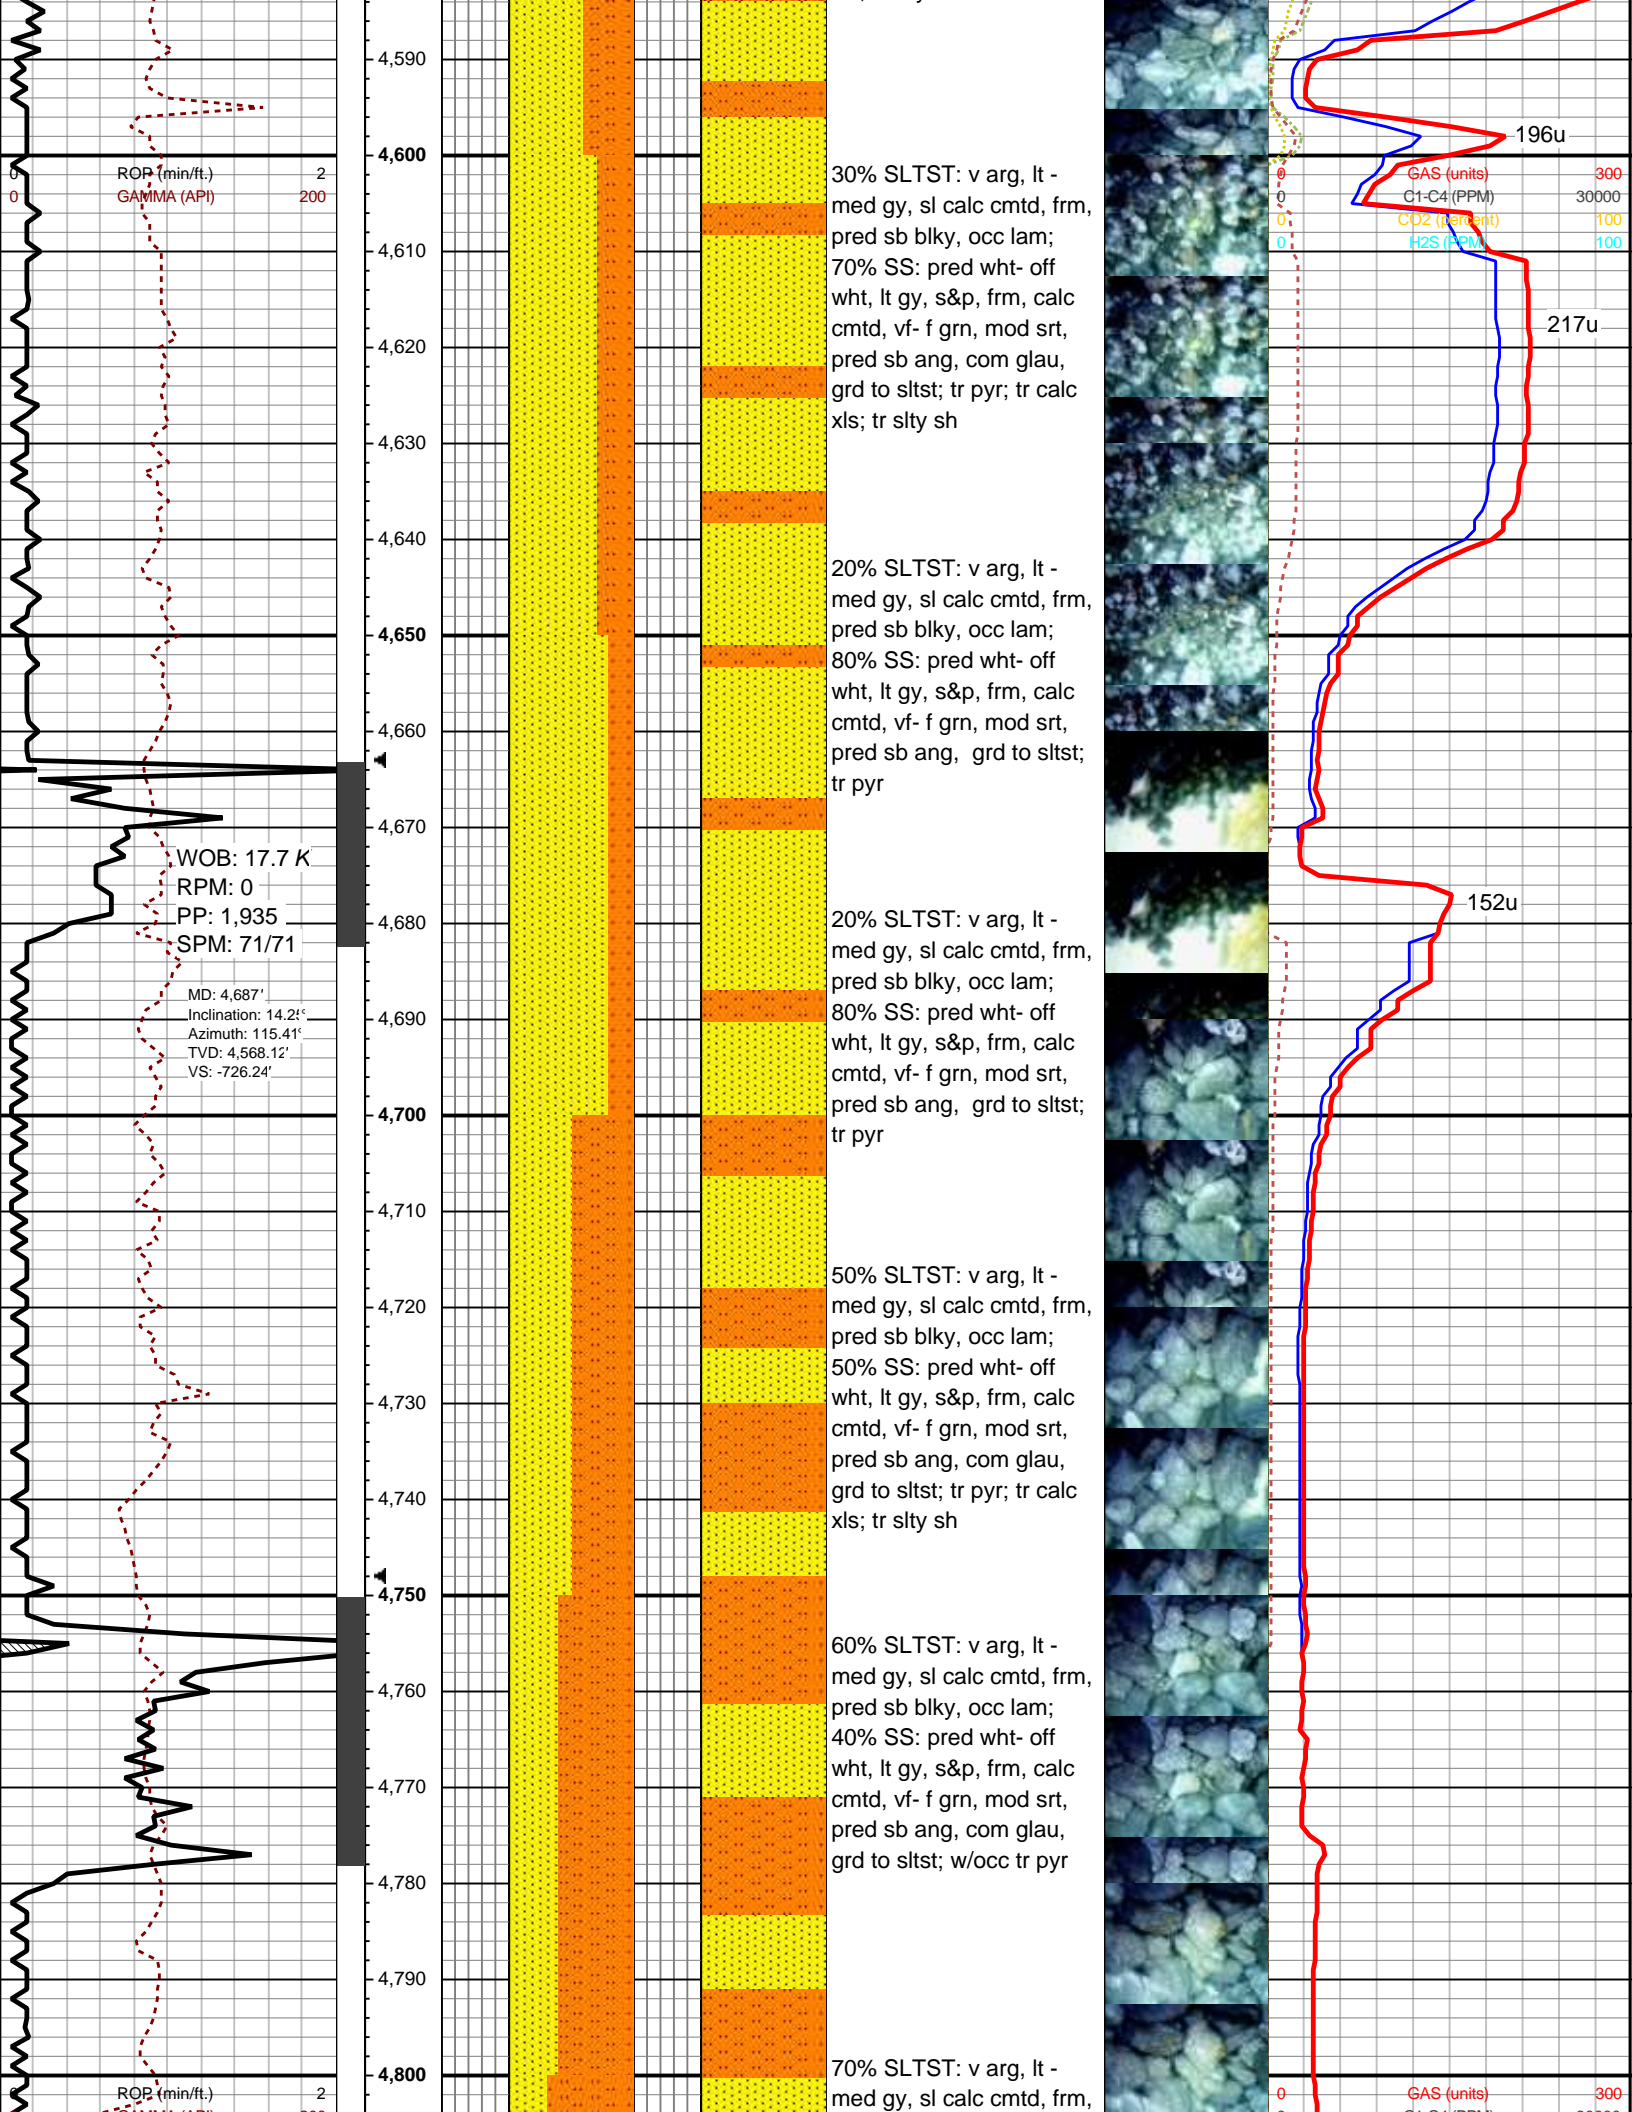 4,590
4,600
0 ROP (min/ft.) 2
0 GAMMA (API) 200
4,610
4,620
4,630
4,640
4,650
4,660
4,670
WOB: 17.7 K
RPM: 0
PP: 1,935
SPM: 71/71
4,680
MD: 4,687'
Inclination: 14.25°
Azimuth: 115.41°
TVD: 4,568.12'
VS: -726.24'
4,690
4,700
4,710
4,720
4,730
4,740
4,750
4,760
4,770
4,780
4,790
4,800
ROP (min/ft.) 2
30% SLTST: v arg, lt -
med gy, sl calc cmtd, frm,
pred sb blky, occ lam;
70% SS: pred wht- off
wht, lt gy, s&p, frm, calc
cmtd, vf- f grn, mod srt,
pred sb ang, com glau,
grd to sltst; tr pyr; tr calc
xls; tr slty sh
20% SLTST: v arg, lt -
med gy, sl calc cmtd, frm,
pred sb blky, occ lam;
80% SS: pred wht- off
wht, lt gy, s&p, frm, calc
cmtd, vf- f grn, mod srt,
pred sb ang, grd to sltst;
tr pyr
20% SLTST: v arg, lt -
med gy, sl calc cmtd, frm,
pred sb blky, occ lam;
80% SS: pred wht- off
wht, lt gy, s&p, frm, calc
cmtd, vf- f grn, mod srt,
pred sb ang, grd to sltst;
tr pyr
50% SLTST: v arg, lt -
med gy, sl calc cmtd, frm,
pred sb blky, occ lam;
50% SS: pred wht- off
wht, lt gy, s&p, frm, calc
cmtd, vf- f grn, mod srt,
pred sb ang, com glau,
grd to sltst; tr pyr; tr calc
xls; tr slty sh
60% SLTST: v arg, lt -
med gy, sl calc cmtd, frm,
pred sb blky, occ lam;
40% SS: pred wht- off
wht, lt gy, s&p, frm, calc
cmtd, vf- f grn, mod srt,
pred sb ang, com glau,
grd to sltst; w/occ tr pyr
70% SLTST: v arg, lt -
med gy, sl calc cmtd, frm,
196u
0 GAS (units) 300
0 C1-C4 (PPM) 30000
0 CO2 (percent) 100
0 H2S (PPM) 100
217u
152u
0 GAS (units) 300